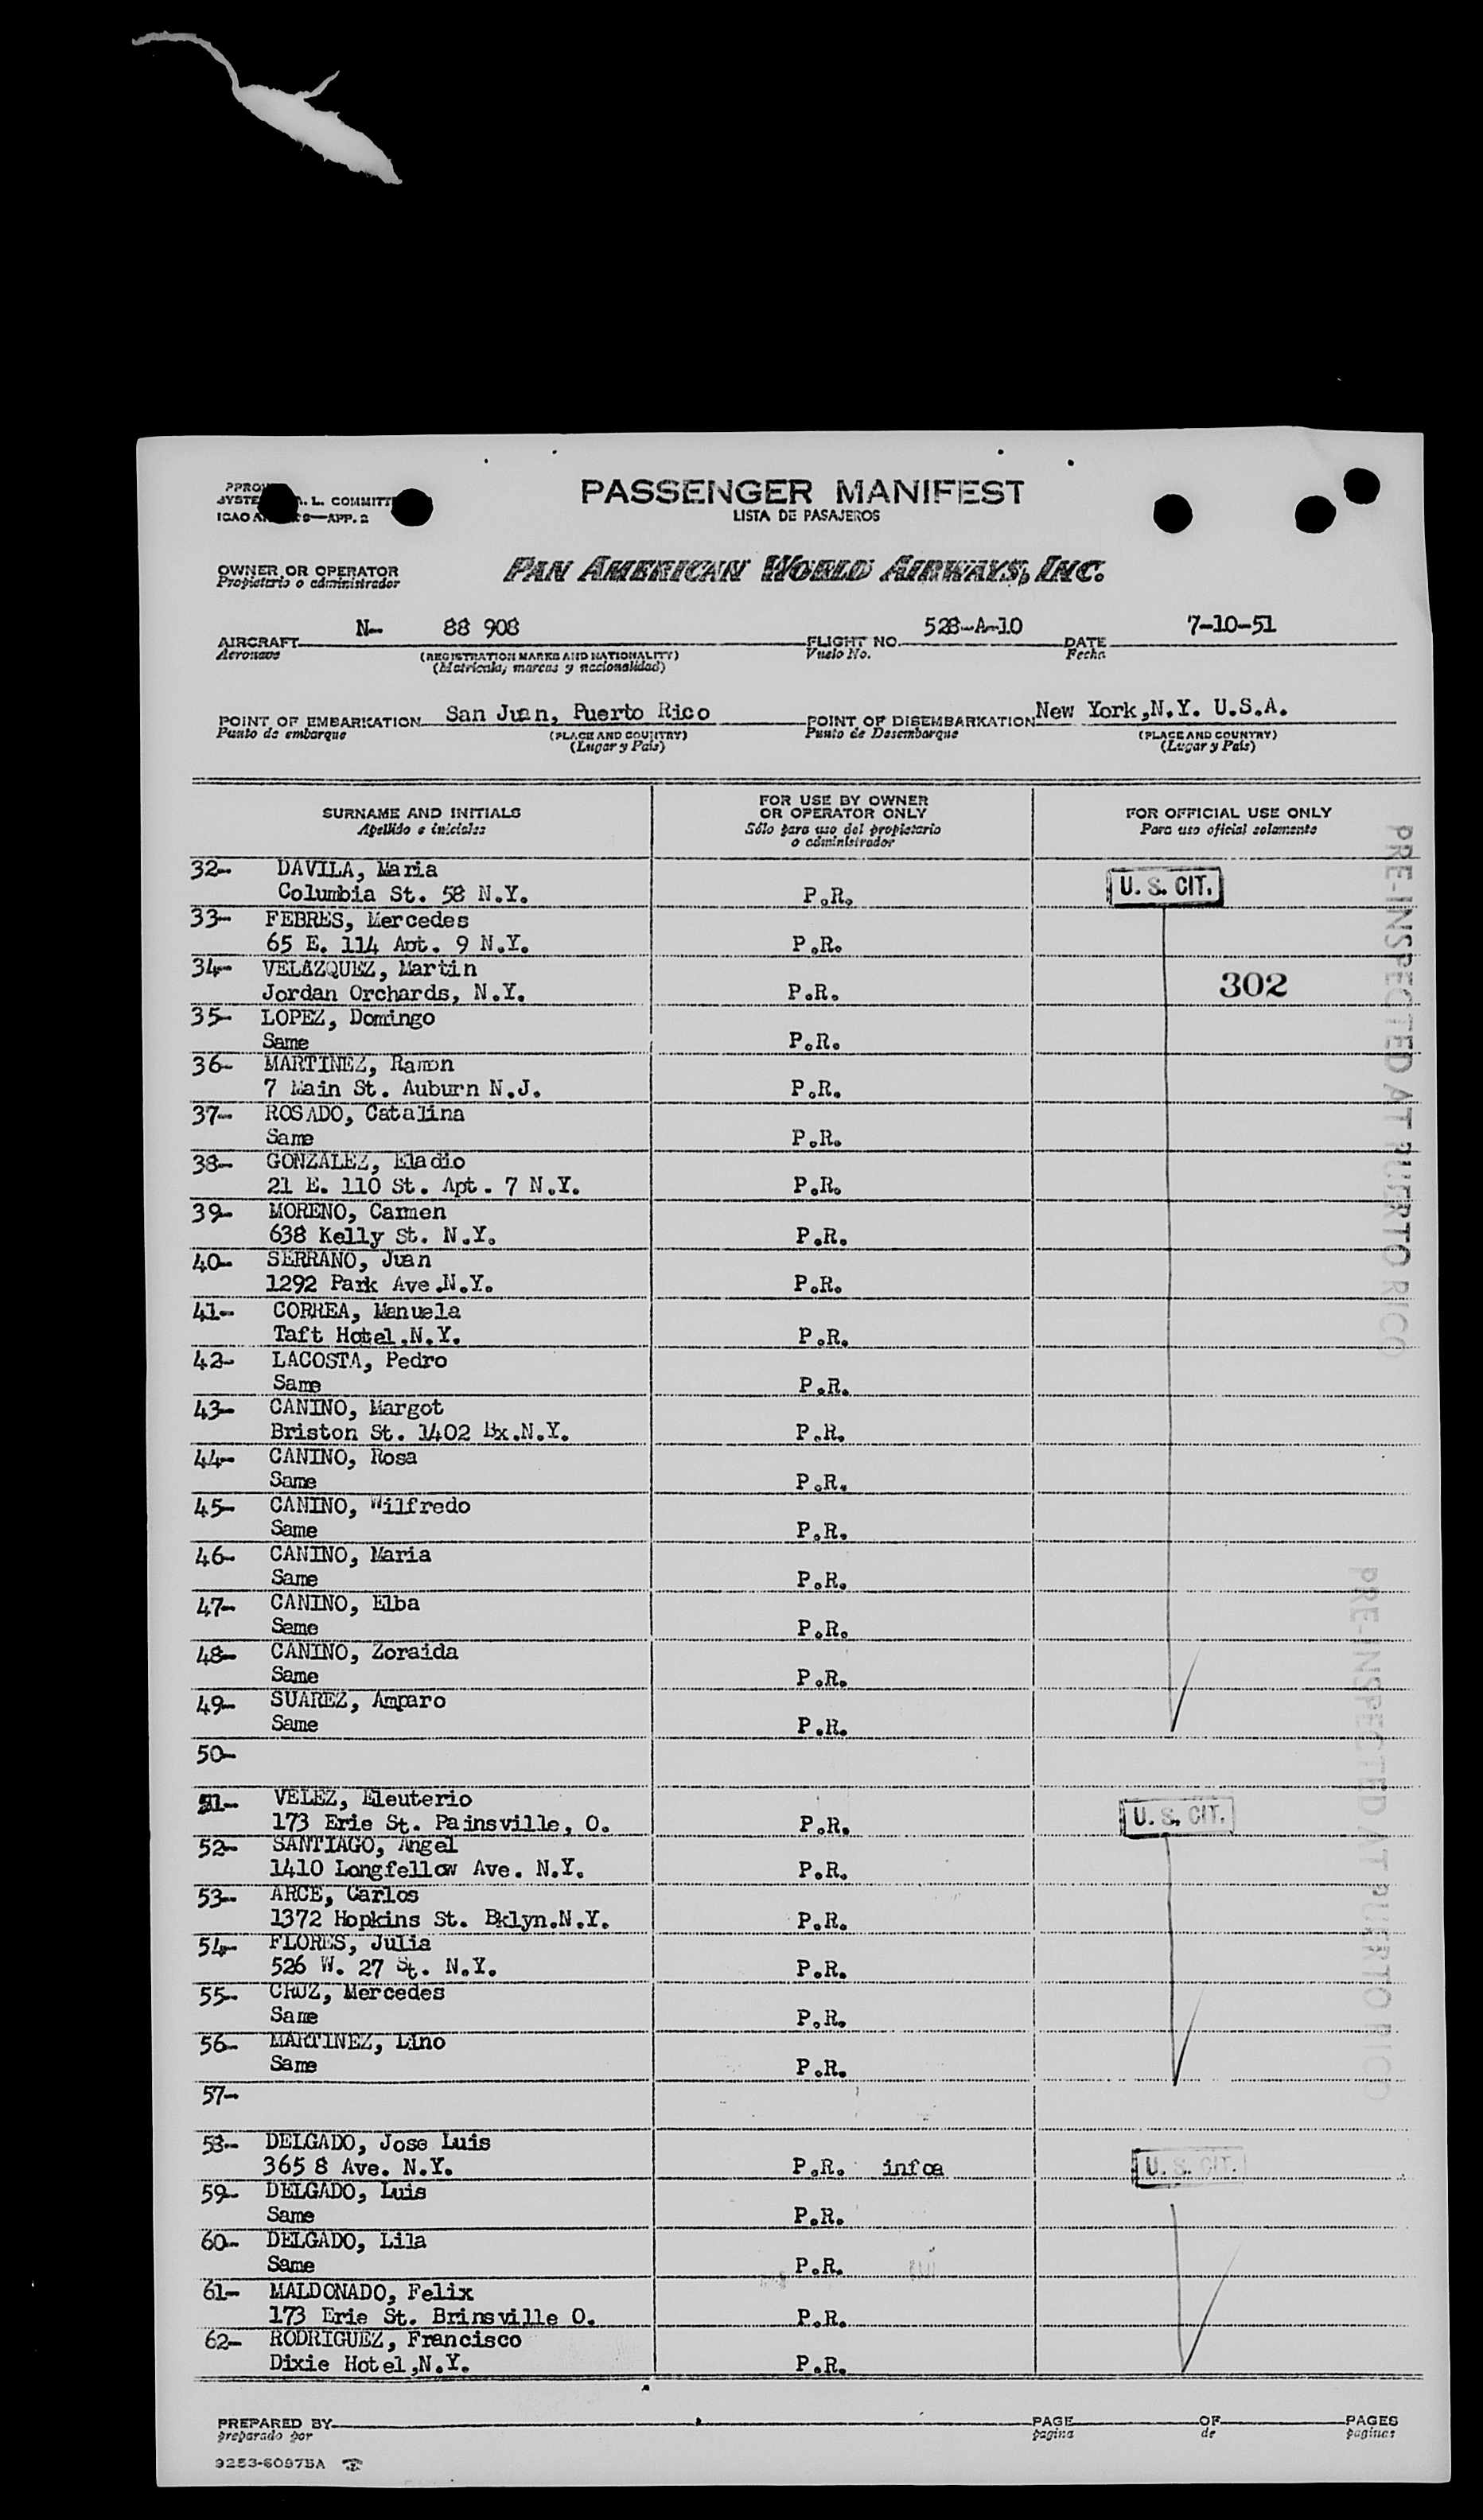 PASSENGER MANIFEST
LISTA DE PASAJEROS
L. COMMITT
APP. 2
OWNER OR OPERATOR
Propietario o administrador
PAN AMERICAN WORLD AIRWAYS, INC.
AIRCRAFT N- 88 908 FLIGHT NO. 528-A-10 DATE 7-10-51
Aeronave (REGISTRATION MARKS AND NATIONALITY) Vuelo No. Fecha
(Matricula, marcas y nacionalidad)
POINT OF EMBARKATION San Juan, Puerto Rico POINT OF DISEMBARKATION New York,N.Y. U.S.A.
Punto de embarque (PLACE AND COUNTRY) Punto de Desembarque (PLACE AND COUNTRY)
(Lugar y País) (Lugar y País)
SURNAME AND INITIALS
Apellido e iniciales
FOR USE BY OWNER
OR OPERATOR ONLY
Sólo para uso del propietario
o administrador
FOR OFFICIAL USE ONLY
Para uso oficial solamente
32- DAVILA, Maria
Columbia St. 58 N.Y. P.R. U. S. CIT.
33- FEBRES, Mercedes
65 E. 114 Apt. 9 N.Y. P.R.
34- VELAZQUEZ, Martin
Jordan Orchards, N.Y. P.R. 302
35- LOPEZ, Domingo
Same P.R.
36- MARTINEZ, Ramon
7 Main St. Auburn N.J. P.R.
37- ROSADO, Catalina
Same P.R.
38- GONZALEZ, Eladio
21 E. 110 St. Apt. 7 N.Y. P.R.
39- MORENO, Carmen
638 Kelly St. N.Y. P.R.
40- SERRANO, Juan
1292 Park Ave.N.Y. P.R.
41- CORREA, Manuela
Taft Hotel,N.Y. P.R.
42- LACOSTA, Pedro
Same P.R.
43- CANINO, Margot
Briston St. 1402 Bx.N.Y. P.R.
44- CANINO, Rosa
Same P.R.
45- CANINO, Wilfredo
Same P.R.
46- CANINO, Maria
Same P.R.
47- CANINO, Elba
Same P.R.
48- CANINO, Zoraida
Same P.R.
49- SUAREZ, Amparo
Same P.R.
50-
51- VELEZ, Eleuterio
173 Erie St. Painsville, O. P.R. U. S. CIT.
52- SANTIAGO, Angel
1410 Longfellow Ave. N.Y. P.R.
53- ARCE, Carlos
1372 Hopkins St. Bklyn.N.Y. P.R.
54- FLORES, Julia
526 W. 27 St. N.Y. P.R.
55- CRUZ, Mercedes
Same P.R.
56- MARTINEZ, Lino
Same P.R.
57-
58- DELGADO, Jose Luis
365 8 Ave. N.Y. P.R. infoa U. S. CIT.
59- DELGADO, Luis
Same P.R.
60- DELGADO, Lila
Same P.R.
61- MALDONADO, Felix
173 Erie St. Brinsville O. P.R.
62- RODRIGUEZ, Francisco
Dixie Hotel,N.Y. P.R.
PRE-INSPECTED AT PUERTO RICO
PRE-INSPECTED AT PUERTO RICO
PREPARED BY PAGE OF PAGES
preparado por pagina de paginas
9253-60975A